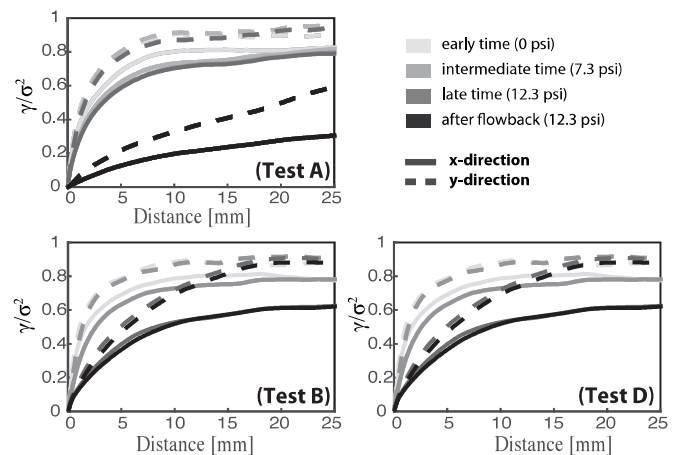 γ/σ²
1
0.8
0.6
0.4
0.2
0
0 5 10 15 20 25
Distance [mm]
(Test A)
early time (0 psi)
intermediate time (7.3 psi)
late time (12.3 psi)
after flowback (12.3 psi)
x-direction
y-direction
γ/σ²
1
0.8
0.6
0.4
0.2
0
0 5 10 15 20 25
Distance [mm]
(Test B)
γ/σ²
1
0.8
0.6
0.4
0.2
0
0 5 10 15 20 25
Distance [mm]
(Test D)